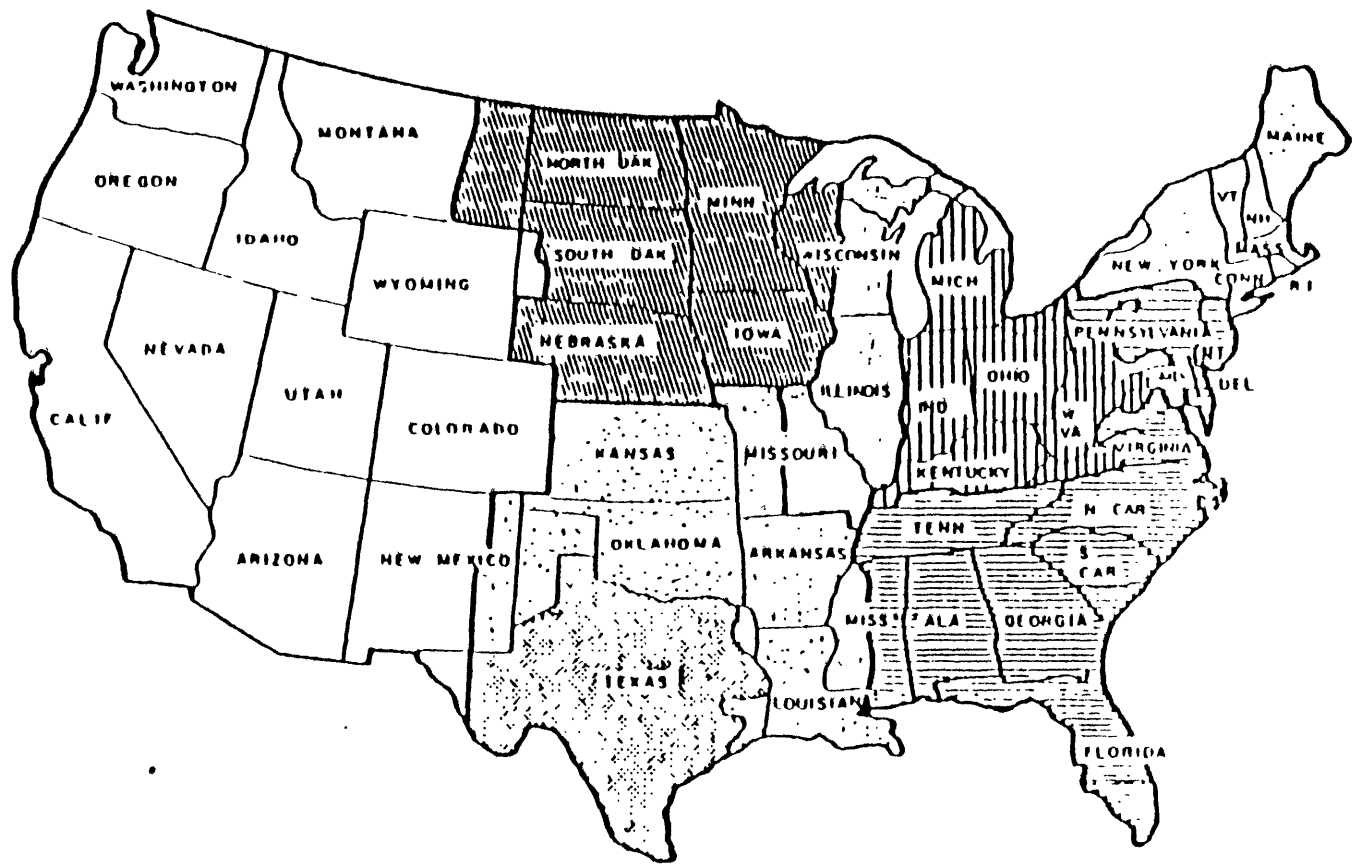 WASHINGTON
MONTANA
MAINE
OREGON
NORTH DAK
MINN
VT
NH
IDAHO
MASS
WYOMING
SOUTH DAK
WISCONSIN
MICH
NEW YORK
CONN
R I
NEVADA
NEBRASKA
IOWA
PENNSYLVANIA
UTAH
ILLINOIS
IND
OHIO
MD
DEL
CALIF
COLORADO
KANSAS
MISSOURI
W
VA
VIRGINIA
KENTUCKY
ARIZONA
NEW MEXICO
OKLAHOMA
ARKANSAS
TENN
N CAR
S
CAR
MISS
ALA
GEORGIA
TEXAS
LOUISIANA
FLORIDA